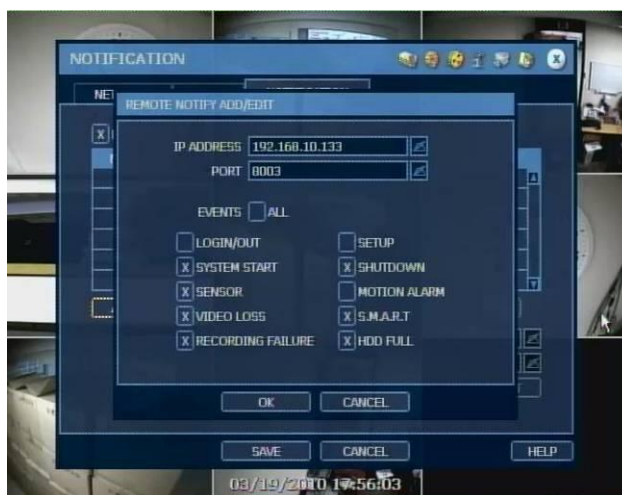 NOTIFICATION
NET
REMOTE NOTIFY ADD/EDIT
X
IP ADDRESS 192.168.10.133
PORT 8003
EVENTS ALL
LOGIN/OUT SETUP
X SYSTEM START X SHUTDOWN
X SENSOR MOTION ALARM
X VIDEO LOSS X S.M.A.R.T
X RECORDING FAILURE X HDD FULL
OK CANCEL
SAVE CANCEL HELP
03/19/2010 17:56:03